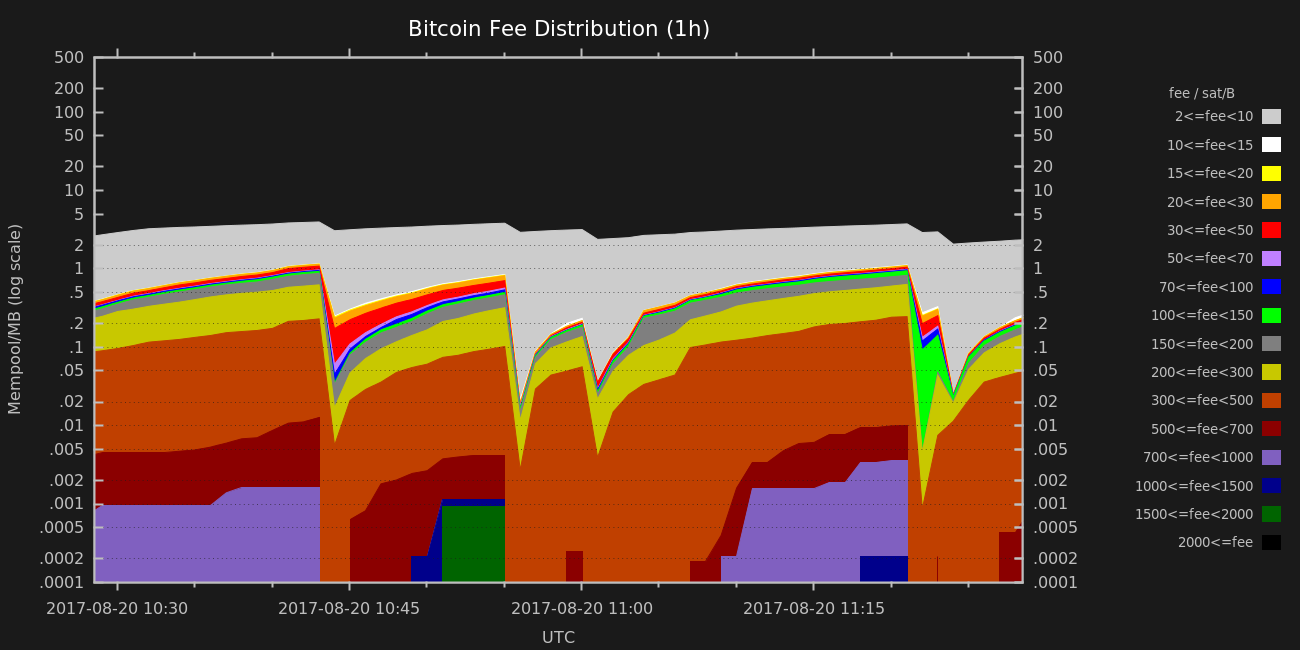 Bitcoin Fee Distribution (1h)
500
200
100
50
20
10
5
2
1
.5
.2
.1
.05
.02
.01
.005
.002
.001
.0005
.0002
.0001
Mempool/MB (log scale)
500
200
100
50
20
10
5
2
1
.5
.2
.1
.05
.02
.01
.005
.002
.001
.0005
.0002
.0001
2017-08-20 10:30
2017-08-20 10:45
2017-08-20 11:00
2017-08-20 11:15
UTC
fee / sat/B
2<=fee<10
10<=fee<15
15<=fee<20
20<=fee<30
30<=fee<50
50<=fee<70
70<=fee<100
100<=fee<150
150<=fee<200
200<=fee<300
300<=fee<500
500<=fee<700
700<=fee<1000
1000<=fee<1500
1500<=fee<2000
2000<=fee